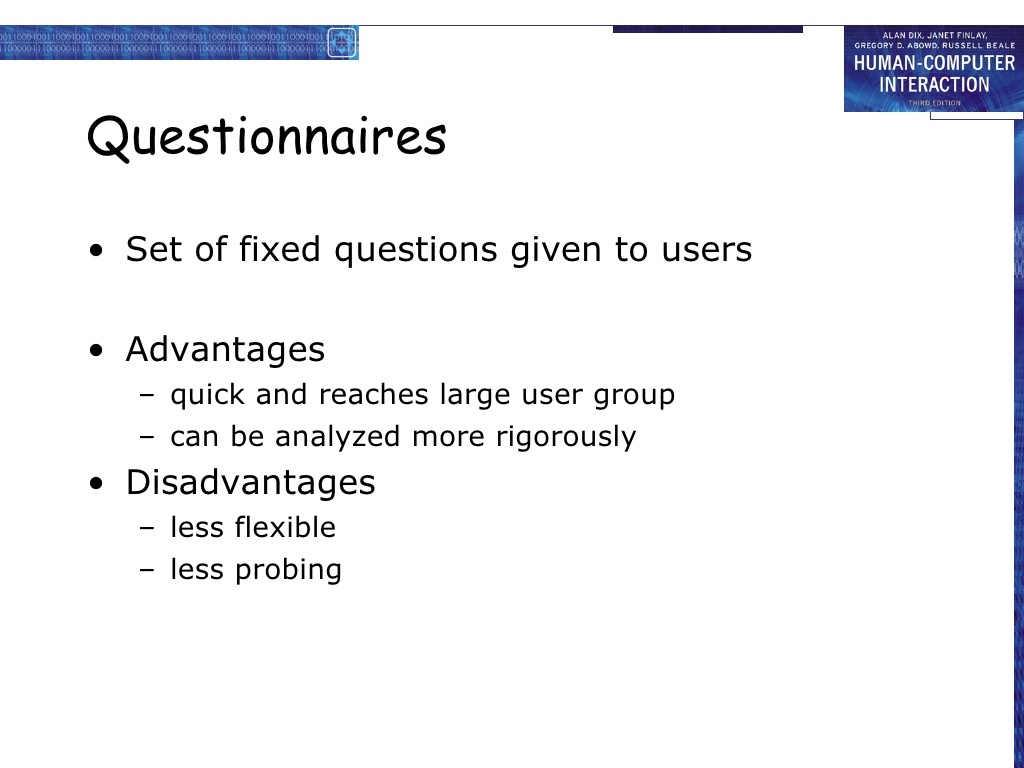 ALAN DIX, JANET FINLAY,
GREGORY D. ABOWD, RUSSELL BEALE
HUMAN-COMPUTER
INTERACTION
THIRD EDITION
Questionnaires
• Set of fixed questions given to users
• Advantages
– quick and reaches large user group
– can be analyzed more rigorously
• Disadvantages
– less flexible
– less probing